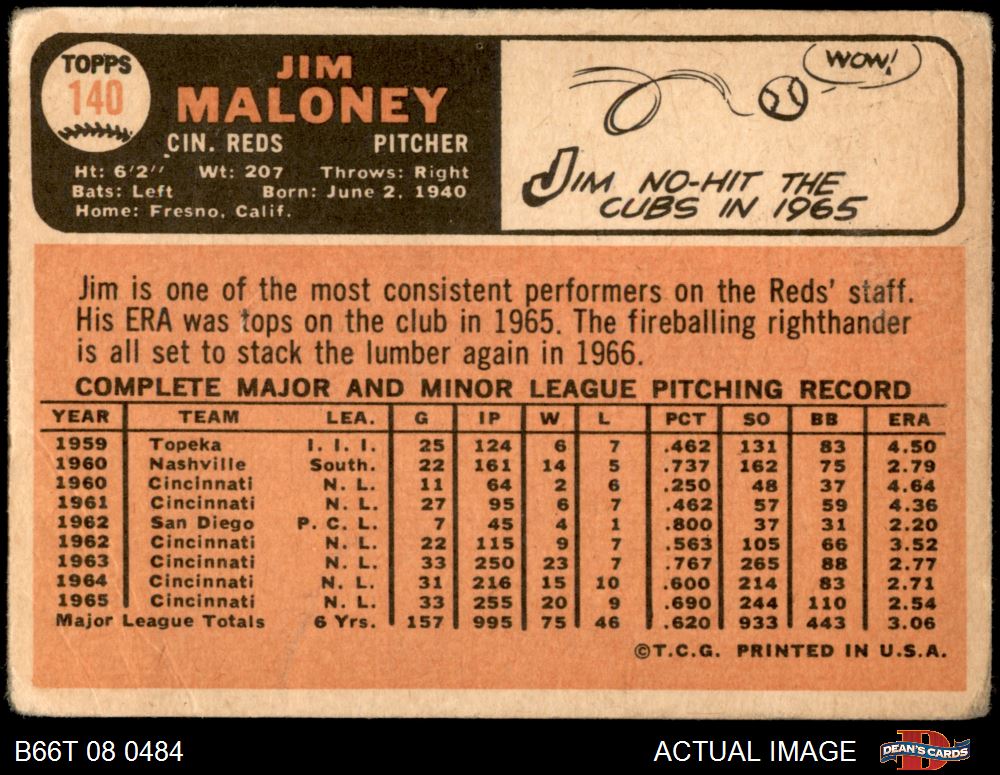 TOPPS
140
JIM
MALONEY
CIN. REDS PITCHER
Ht: 6'2" Wt: 207 Throws: Right
Bats: Left Born: June 2, 1940
Home: Fresno, Calif.
WOW!
JIM NO-HIT THE
CUBS IN 1965
Jim is one of the most consistent performers on the Reds' staff.
His ERA was tops on the club in 1965. The fireballing righthander
is all set to stack the lumber again in 1966.
COMPLETE MAJOR AND MINOR LEAGUE PITCHING RECORD
YEAR TEAM LEA. G IP W L PCT SO BB ERA
1959 Topeka I. I. I. 25 124 6 7 .462 131 83 4.50
1960 Nashville South. 22 161 14 5 .737 162 75 2.79
1960 Cincinnati N. L. 11 64 2 6 .250 48 37 4.64
1961 Cincinnati N. L. 27 95 6 7 .462 57 59 4.36
1962 San Diego P. C. L. 7 45 4 1 .800 37 31 2.20
1962 Cincinnati N. L. 22 115 9 7 .563 105 66 3.52
1963 Cincinnati N. L. 33 250 23 7 .767 265 88 2.77
1964 Cincinnati N. L. 31 216 15 10 .600 214 83 2.71
1965 Cincinnati N. L. 33 255 20 9 .690 244 110 2.54
Major League Totals 6 Yrs. 157 995 75 46 .620 933 443 3.06
©T.C.G. PRINTED IN U.S.A.
B66T 08 0484 ACTUAL IMAGE DEAN'S CARDS